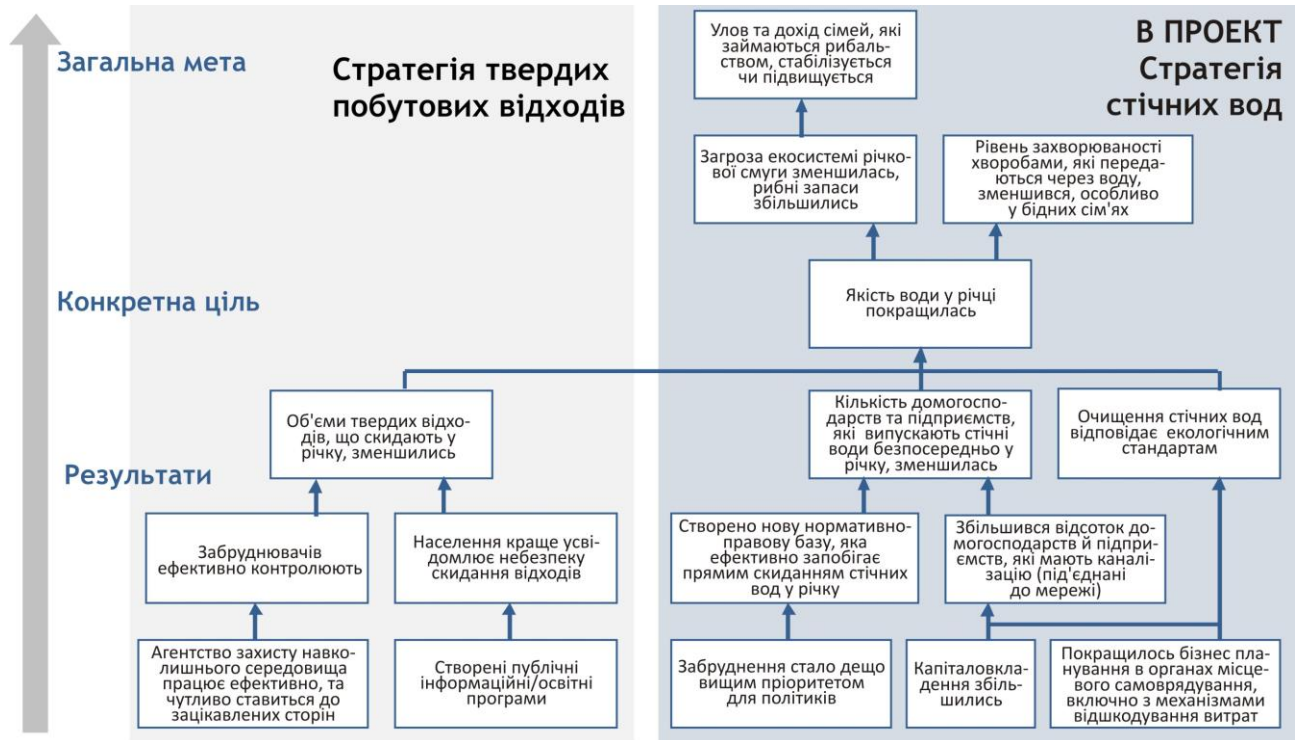 Загальна мета
Стратегія твердих
побутових відходів
Улов та дохід сімей, які
займаються рибаль-
ством, стабілізується
чи підвищується
В ПРОЕКТ
Стратегія
стічних вод
Загроза екосистемі річко-
вої смуги зменшилась,
рибні запаси
збільшились
Рівень захворюваності
хворобами, які переда-
ються через воду,
зменшився, особливо
у бідних сім'ях
Конкретна ціль
Якість води у річці
покращилась
Об'єми твердих відхо-
дів, що скидають у
річку, зменшились
Кількість домогоспо-
дарств та підприємств,
які випускають стічні
води безпосередньо у
річку, зменшилась
Очищення стічних вод
відповідає екологічним
стандартам
Результати
Забруднювачів
ефективно контролюють
Населення краще усві-
домлює небезпеку
скидання відходів
Створено нову нормативно-
правову базу, яка
ефективно запобігає
прямим скиданням стічних
вод у річку
Збільшився відсоток до-
могосподарств й підпри-
ємств, які мають каналі-
зацію (під'єднані
до мережі)
Агентство захисту навко-
лишнього середовища
працює ефективно, та
чутливо ставиться до
зацікавлених сторін
Створені публічні
інформаційні/освітні
програми
Забруднення стало дещо
вищим пріоритетом
для політиків
Капіталовкла-
дення збіль-
шились
Покращилось бізнес пла-
нування в органах місце-
вого самоврядування,
включно з механізмами
відшкодування витрат